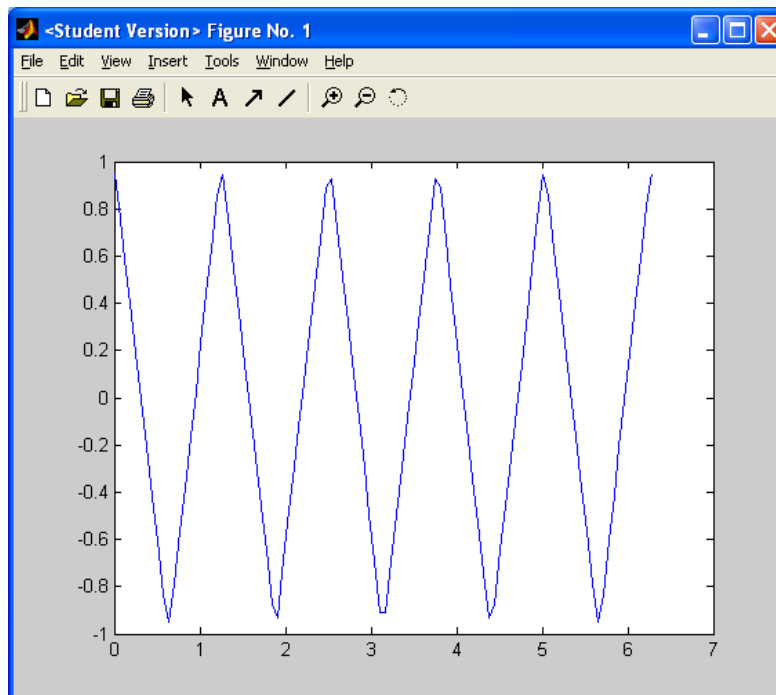 <Student Version> Figure No. 1
File Edit View Insert Tools Window Help
A
1
0.8
0.6
0.4
0.2
0
-0.2
-0.4
-0.6
-0.8
-1
0 1 2 3 4 5 6 7